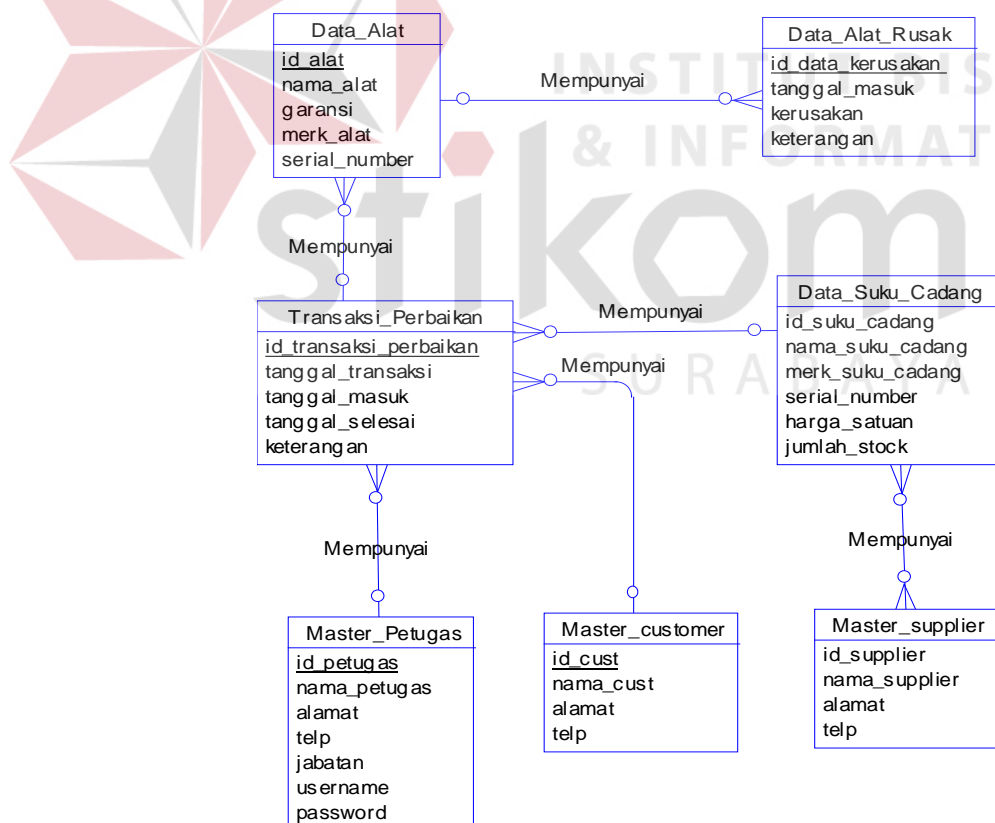 Data_Alat
id_alat
nama_alat
garansi
merk_alat
serial_number
Mempunyai
Data_Alat_Rusak
id_data_kerusakan
tanggal_masuk
kerusakan
keterangan
INSTITUT BIS
& INFORMAT
stikom
SURABAYA
Mempunyai
Transaksi_Perbaikan
id_transaksi_perbaikan
tanggal_transaksi
tanggal_masuk
tanggal_selesai
keterangan
Mempunyai
Mempunyai
Data_Suku_Cadang
id_suku_cadang
nama_suku_cadang
merk_suku_cadang
serial_number
harga_satuan
jumlah_stock
Mempunyai
Mempunyai
Master_Petugas
id_petugas
nama_petugas
alamat
telp
jabatan
username
password
Master_customer
id_cust
nama_cust
alamat
telp
Master_supplier
id_supplier
nama_supplier
alamat
telp